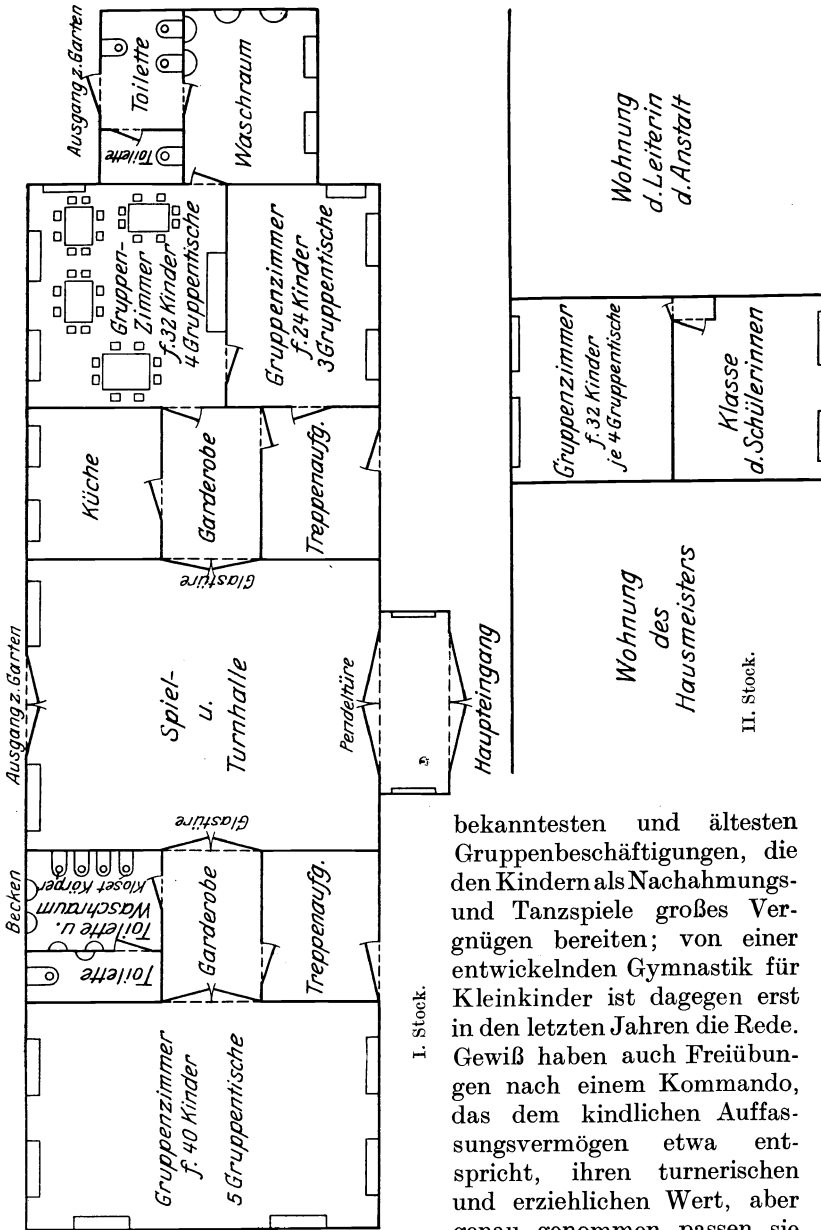 Ausgang z. Garten
Toilette
Toilette
Waschraum
Gruppen-
Zimmer
f. 32 Kinder
4 Gruppentische
Gruppenzimmer
f. 24 Kinder
3 Gruppentische
Küche
Garderobe
Treppenaufg.
Glastüre
Ausgang z. Garten
Spiel-
u.
Turnhalle
Pendeltüre
Haupteingang
Glastüre
Becken
Kloset Körper
Toilette u.
Waschraum
Toilette
Garderobe
Treppenaufg.
Gruppenzimmer
f. 40 Kinder
5 Gruppentische
I. Stock.
Wohnung
d. Leiterin
d. Anstalt
Gruppenzimmer
f. 32 Kinder
je 4 Gruppentische
Klasse
d. Schülerinnen
Wohnung
des
Hausmeisters
II. Stock.
bekanntesten und ältesten
Gruppenbeschäftigungen, die
den Kindern als Nachahmungs-
und Tanzspiele großes Ver-
gnügen bereiten; von einer
entwickelnden Gymnastik für
Kleinkinder ist dagegen erst
in den letzten Jahren die Rede.
Gewiß haben auch Freiübun-
gen nach einem Kommando,
das dem kindlichen Auffas-
sungsvermögen etwa ent-
spricht, ihren turnerischen
und erziehlichen Wert, aber
genau genommen passen sie